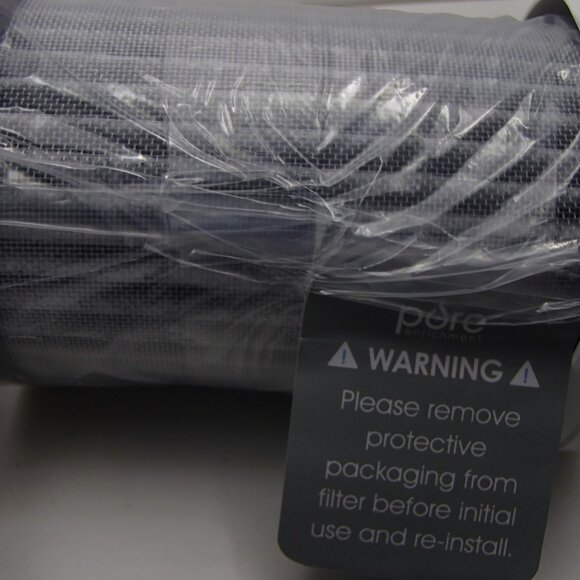 pure
enrichment
WARNING
Please remove
protective
packaging from
filter before initial
use and re-install.